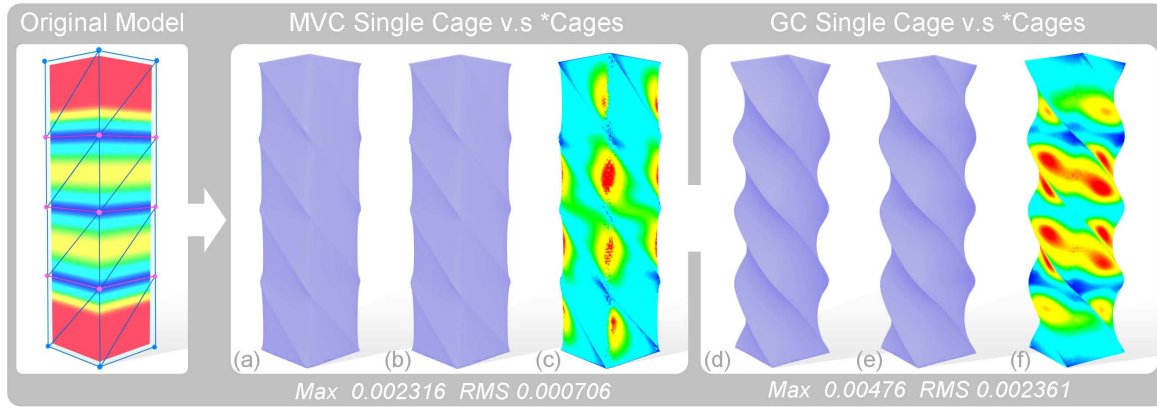 Original Model
MVC Single Cage v.s *Cages
GC Single Cage v.s *Cages
(a) (b) (c) (d) (e) (f)
Max 0.002316 RMS 0.000706
Max 0.00476 RMS 0.002361